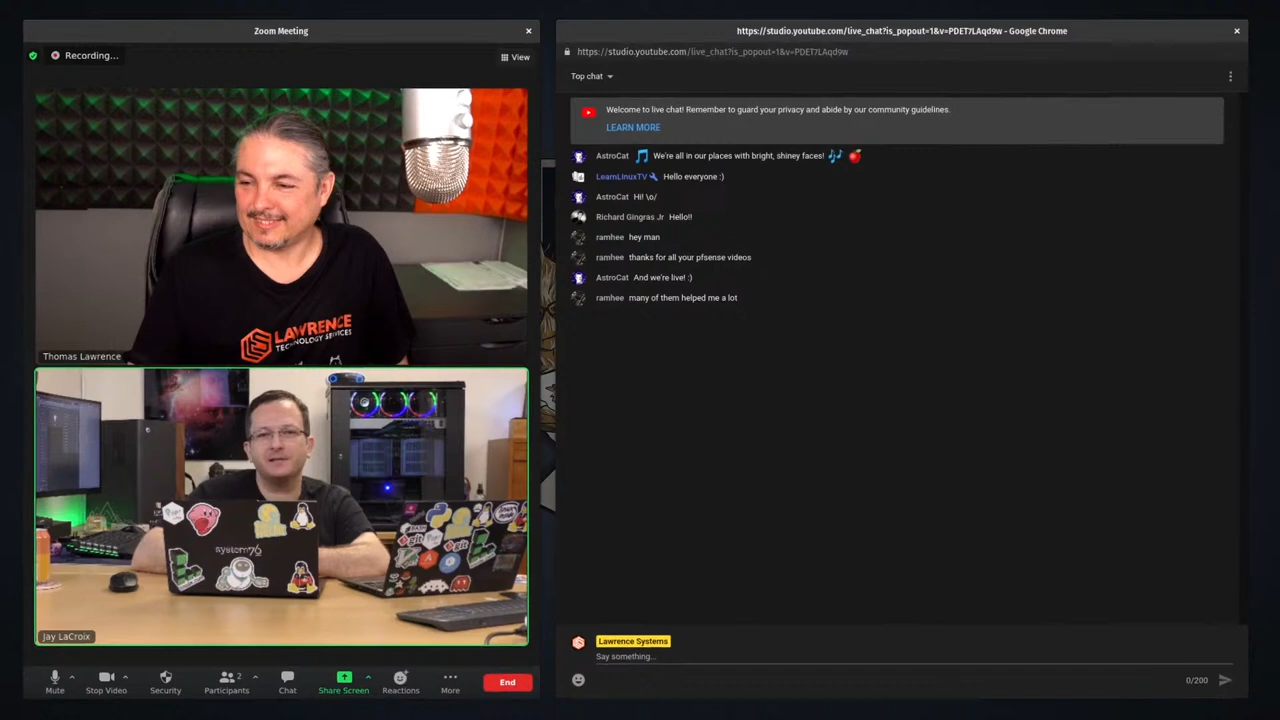 Zoom Meeting
Recording...
View
LAWRENCE
TECHNOLOGY SERVICES
Thomas Lawrence
system76
git
git
BASH
Jay LaCroix
Mute
Stop Video
Security
2
Participants
Chat
Share Screen
Reactions
More
End
https://studio.youtube.com/live_chat?is_popout=1&v=PDET7LAqd9w - Google Chrome
https://studio.youtube.com/live_chat?is_popout=1&v=PDET7LAqd9w
Top chat
Welcome to live chat! Remember to guard your privacy and abide by our community guidelines.
LEARN MORE
AstroCat 🎵 We're all in our places with bright, shiney faces! 🎶 🍎
LearnLinuxTV Hello everyone :)
AstroCat Hi! \o/
Richard Gingras Jr Hello!!
ramhee hey man
ramhee thanks for all your pfsense videos
AstroCat And we're live! :)
ramhee many of them helped me a lot
Lawrence Systems
Say something...
0/200